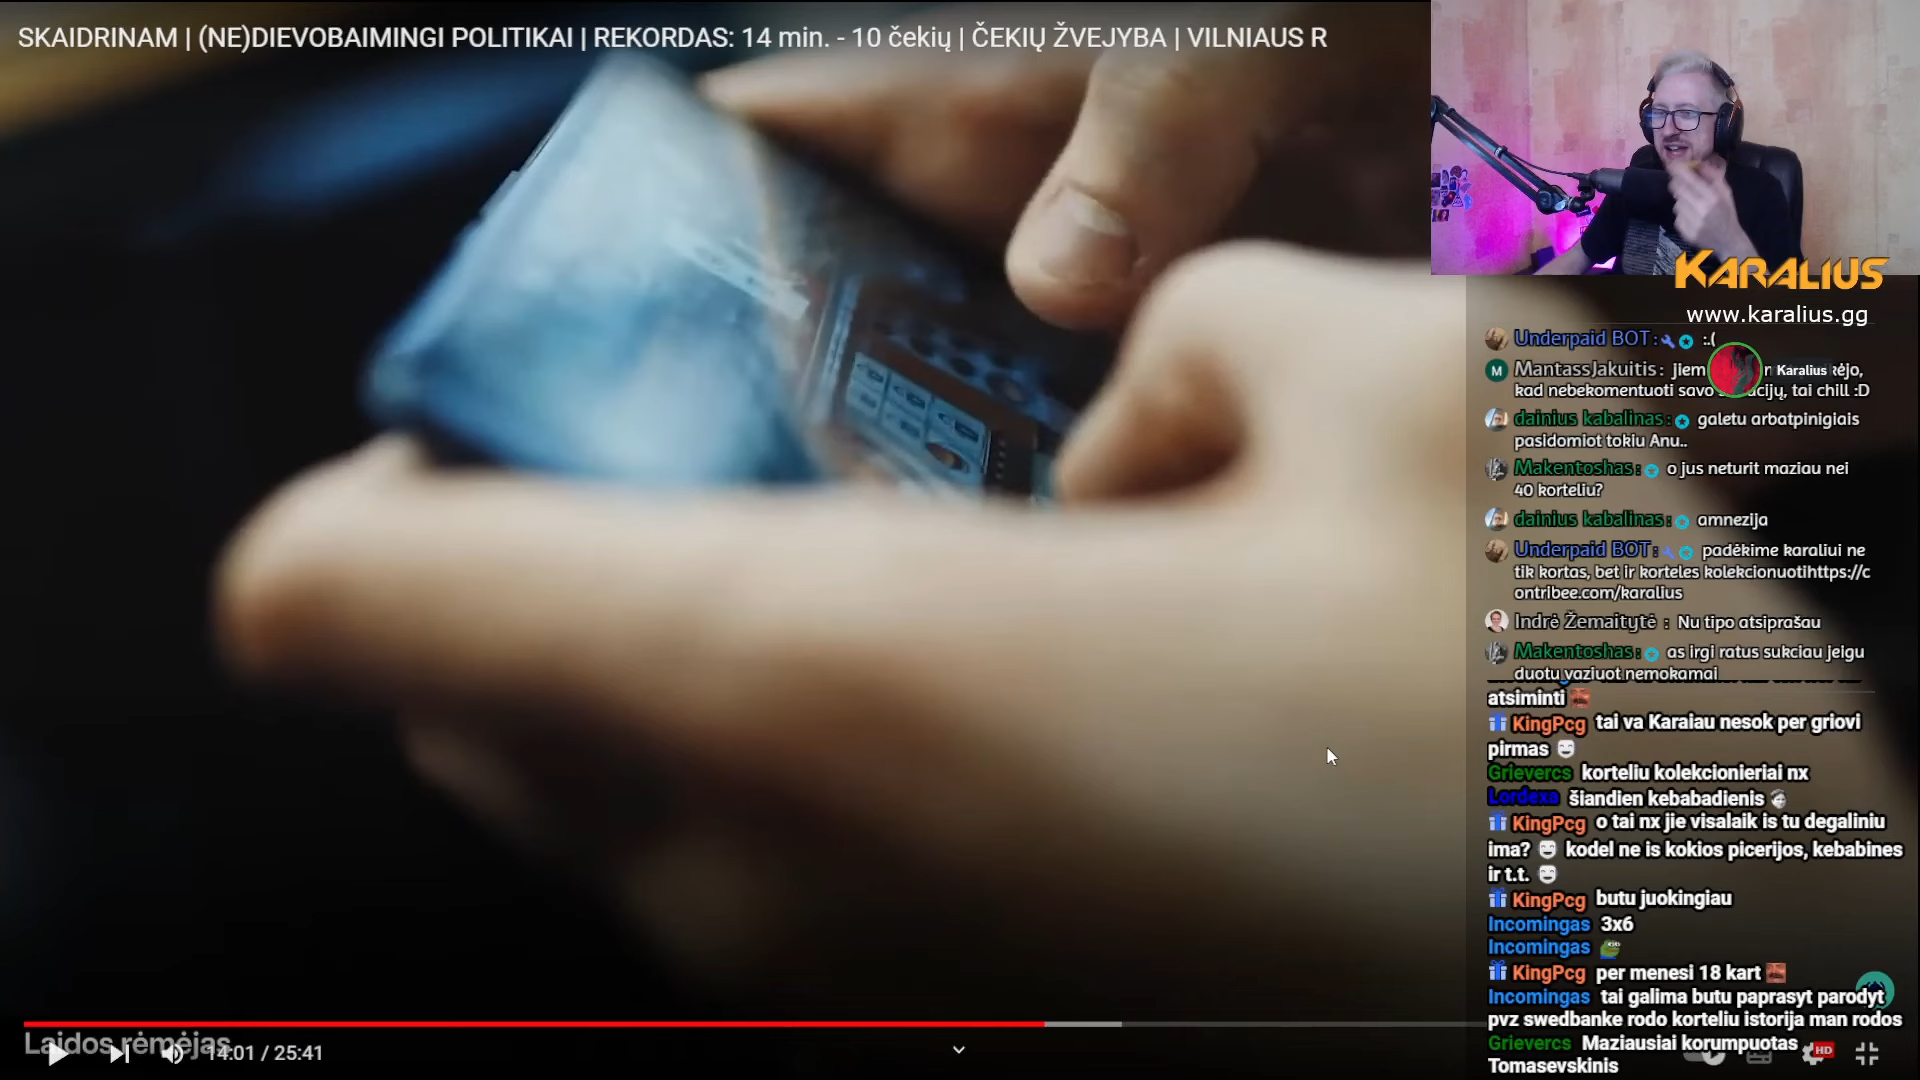 SKAIDRINAM | (NE)DIEVOBAIMINGI POLITIKAI | REKORDAS: 14 min. - 10 čekių | ČEKIŲ ŽVEJYBA | VILNIAUS R
KARALIUS
www.karalius.gg
Underpaid BOT : :.(
MantassJakuitis : jiem
Karalius
kad nebekomentuoti savo tai chill :D
dainius kabalinas : galetu arbatpinigiais
pasidomiot tokiu Anu..
Makentoshas : o jus neturit maziau nei
40 korteliu?
dainius kabalinas : amnezija
Underpaid BOT : padėkime karaliui ne
tik kortas, bet ir korteles kolekcionuotihttps://c
ontribee.com/karalius
Indrė Žemaitytė : Nu tipo atsiprašau
Makentoshas : as irgi ratus sukciau jeigu
duotu vaziuot nemokamai
atsiminti
KingPcg tai va Karaiau nesok per griovi
pirmas
Grievercs korteliu kolekcionieriai nx
Lordexa šiandien kebabadienis
KingPcg o tai nx jie visalaik is tu degaliniu
ima? kodel ne is kokios picerijos, kebabines
ir t.t.
KingPcg butu juokingiau
Incomingas 3x6
Incomingas
KingPcg per menesi 18 kart
Incomingas tai galima butu paprasyt parodyt
pvz swedbanke rodo korteliu istorija man rodos
Grievercs Maziausiai korumpuotas
Tomasevskinis
Laidos rėmėjas
14:01 / 25:41
HD